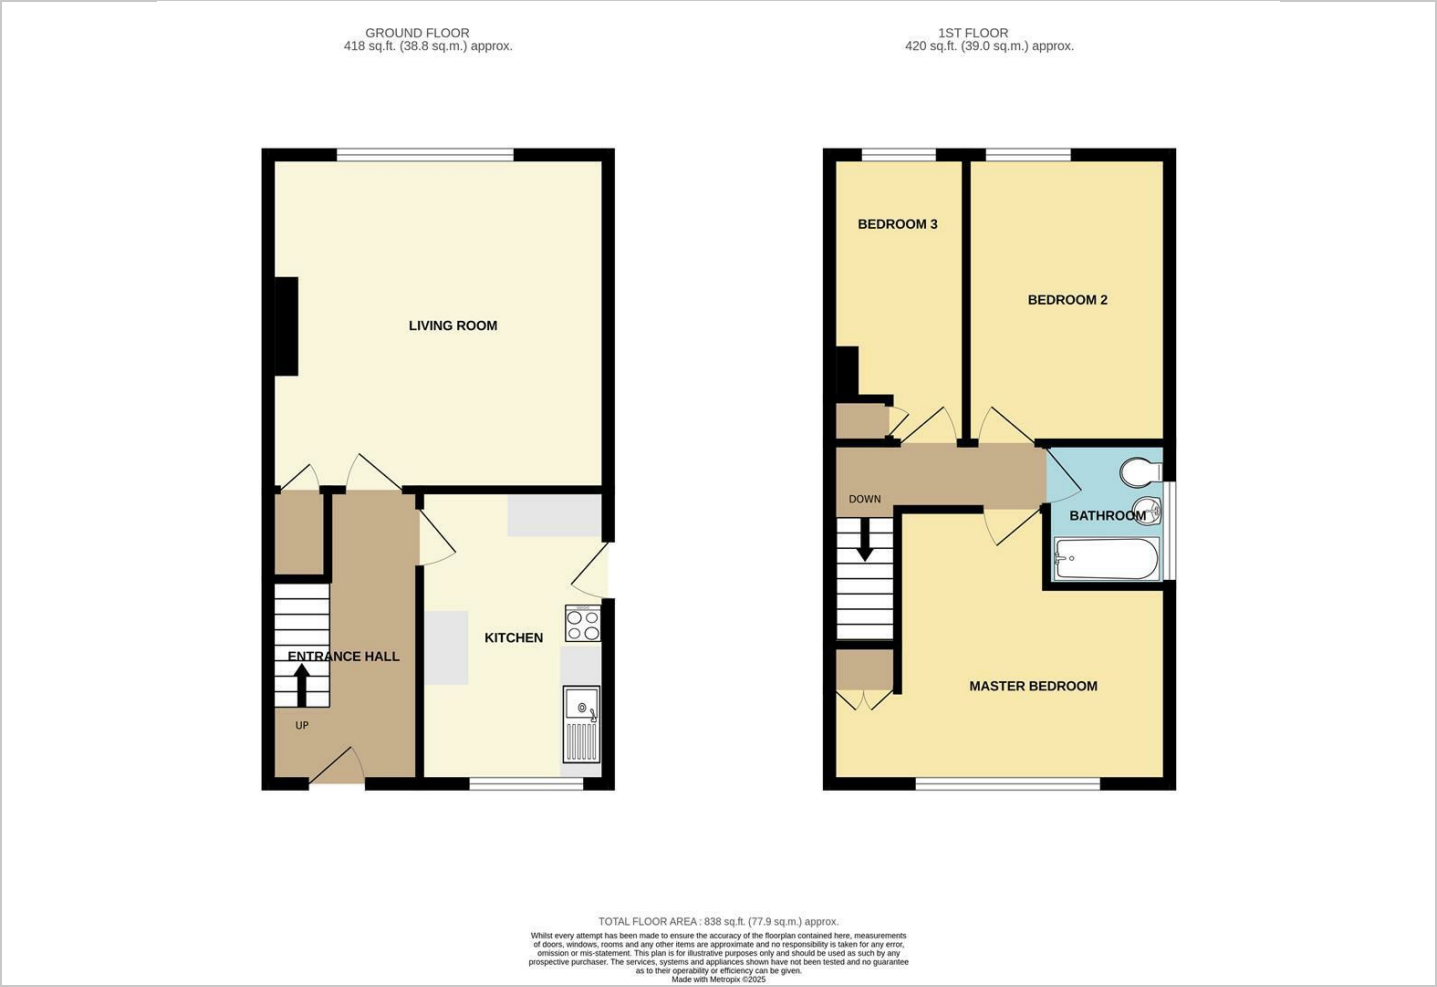 GROUND FLOOR
418 sq.ft. (38.8 sq.m.) approx.
1ST FLOOR
420 sq.ft. (39.0 sq.m.) approx.
LIVING ROOM
KITCHEN
ENTRANCE HALL
UP
BEDROOM 3
BEDROOM 2
DOWN
BATHROOM
MASTER BEDROOM
TOTAL FLOOR AREA : 838 sq.ft. (77.9 sq.m.) approx.
Whilst every attempt has been made to ensure the accuracy of the floorplan contained here, measurements
of doors, windows, rooms and any other items are approximate and no responsibility is taken for any error,
omission or mis-statement. This plan is for illustrative purposes only and should be used as such by any
prospective purchaser. The services, systems and appliances shown have not been tested and no guarantee
as to their operability or efficiency can be given.
Made with Metropix ©2025